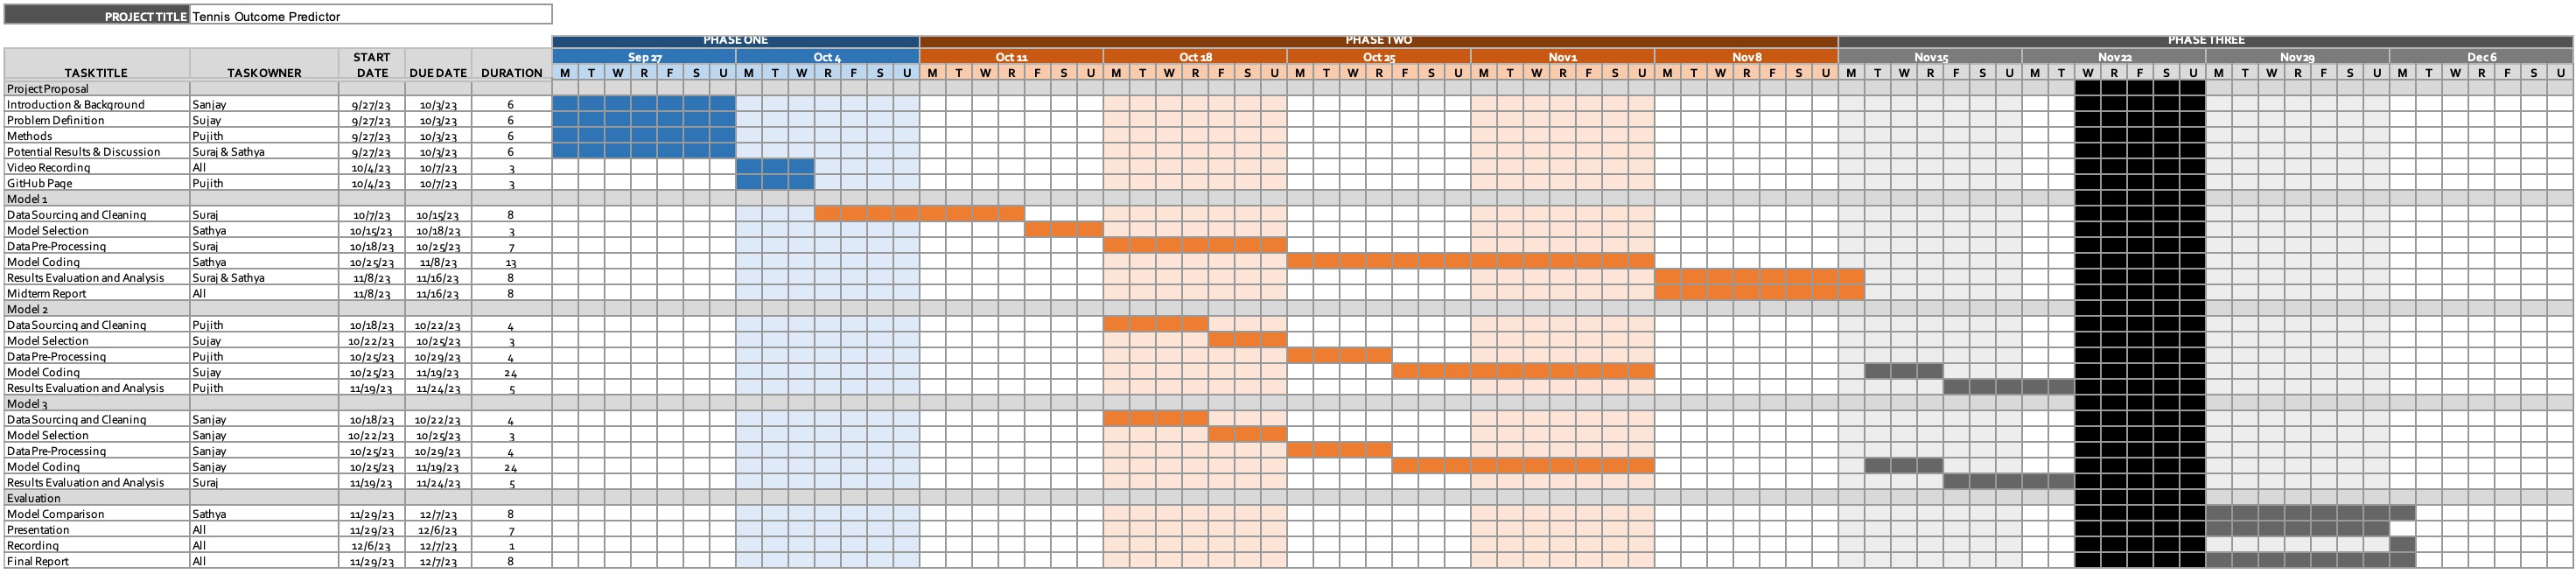 PROJECT TITLE Tennis Outcome Predictor
PHASE ONE PHASE TWO PHASE THREE
Sep 27 Oct 4 Oct 11 Oct 18 Oct 25 Nov 1 Nov 8 Nov 15 Nov 22 Nov 29 Dec 6
TASK TITLE TASK OWNER START DATE DUE DATE DURATION M T W R F S U M T W R F S U M T W R F S U M T W R F S U M T W R F S U M T W R F S U M T W R F S U M T W R F S U M T W R F S U M T W R F S U M T W R F S U
Project Proposal
Introduction & Background Sanjay 9/27/23 10/3/23 6
Problem Definition Sujay 9/27/23 10/3/23 6
Methods Pujith 9/27/23 10/3/23 6
Potential Results & Discussion Suraj & Sathya 9/27/23 10/3/23 6
Video Recording All 10/4/23 10/7/23 3
GitHub Page Pujith 10/4/23 10/7/23 3
Model 1
Data Sourcing and Cleaning Suraj 10/7/23 10/15/23 8
Model Selection Sathya 10/15/23 10/18/23 3
Data Pre-Processing Suraj 10/18/23 10/25/23 7
Model Coding Sathya 10/25/23 11/8/23 13
Results Evaluation and Analysis Suraj & Sathya 11/8/23 11/16/23 8
Midterm Report All 11/8/23 11/16/23 8
Model 2
Data Sourcing and Cleaning Pujith 10/18/23 10/22/23 4
Model Selection Sujay 10/22/23 10/25/23 3
Data Pre-Processing Pujith 10/25/23 10/29/23 4
Model Coding Sujay 10/25/23 11/19/23 24
Results Evaluation and Analysis Pujith 11/19/23 11/24/23 5
Model 3
Data Sourcing and Cleaning Sanjay 10/18/23 10/22/23 4
Model Selection Sanjay 10/22/23 10/25/23 3
Data Pre-Processing Sanjay 10/25/23 10/29/23 4
Model Coding Sanjay 10/25/23 11/19/23 24
Results Evaluation and Analysis Suraj 11/19/23 11/24/23 5
Evaluation
Model Comparison Sathya 11/29/23 12/7/23 8
Presentation All 11/29/23 12/6/23 7
Recording All 12/6/23 12/7/23 1
Final Report All 11/29/23 12/7/23 8